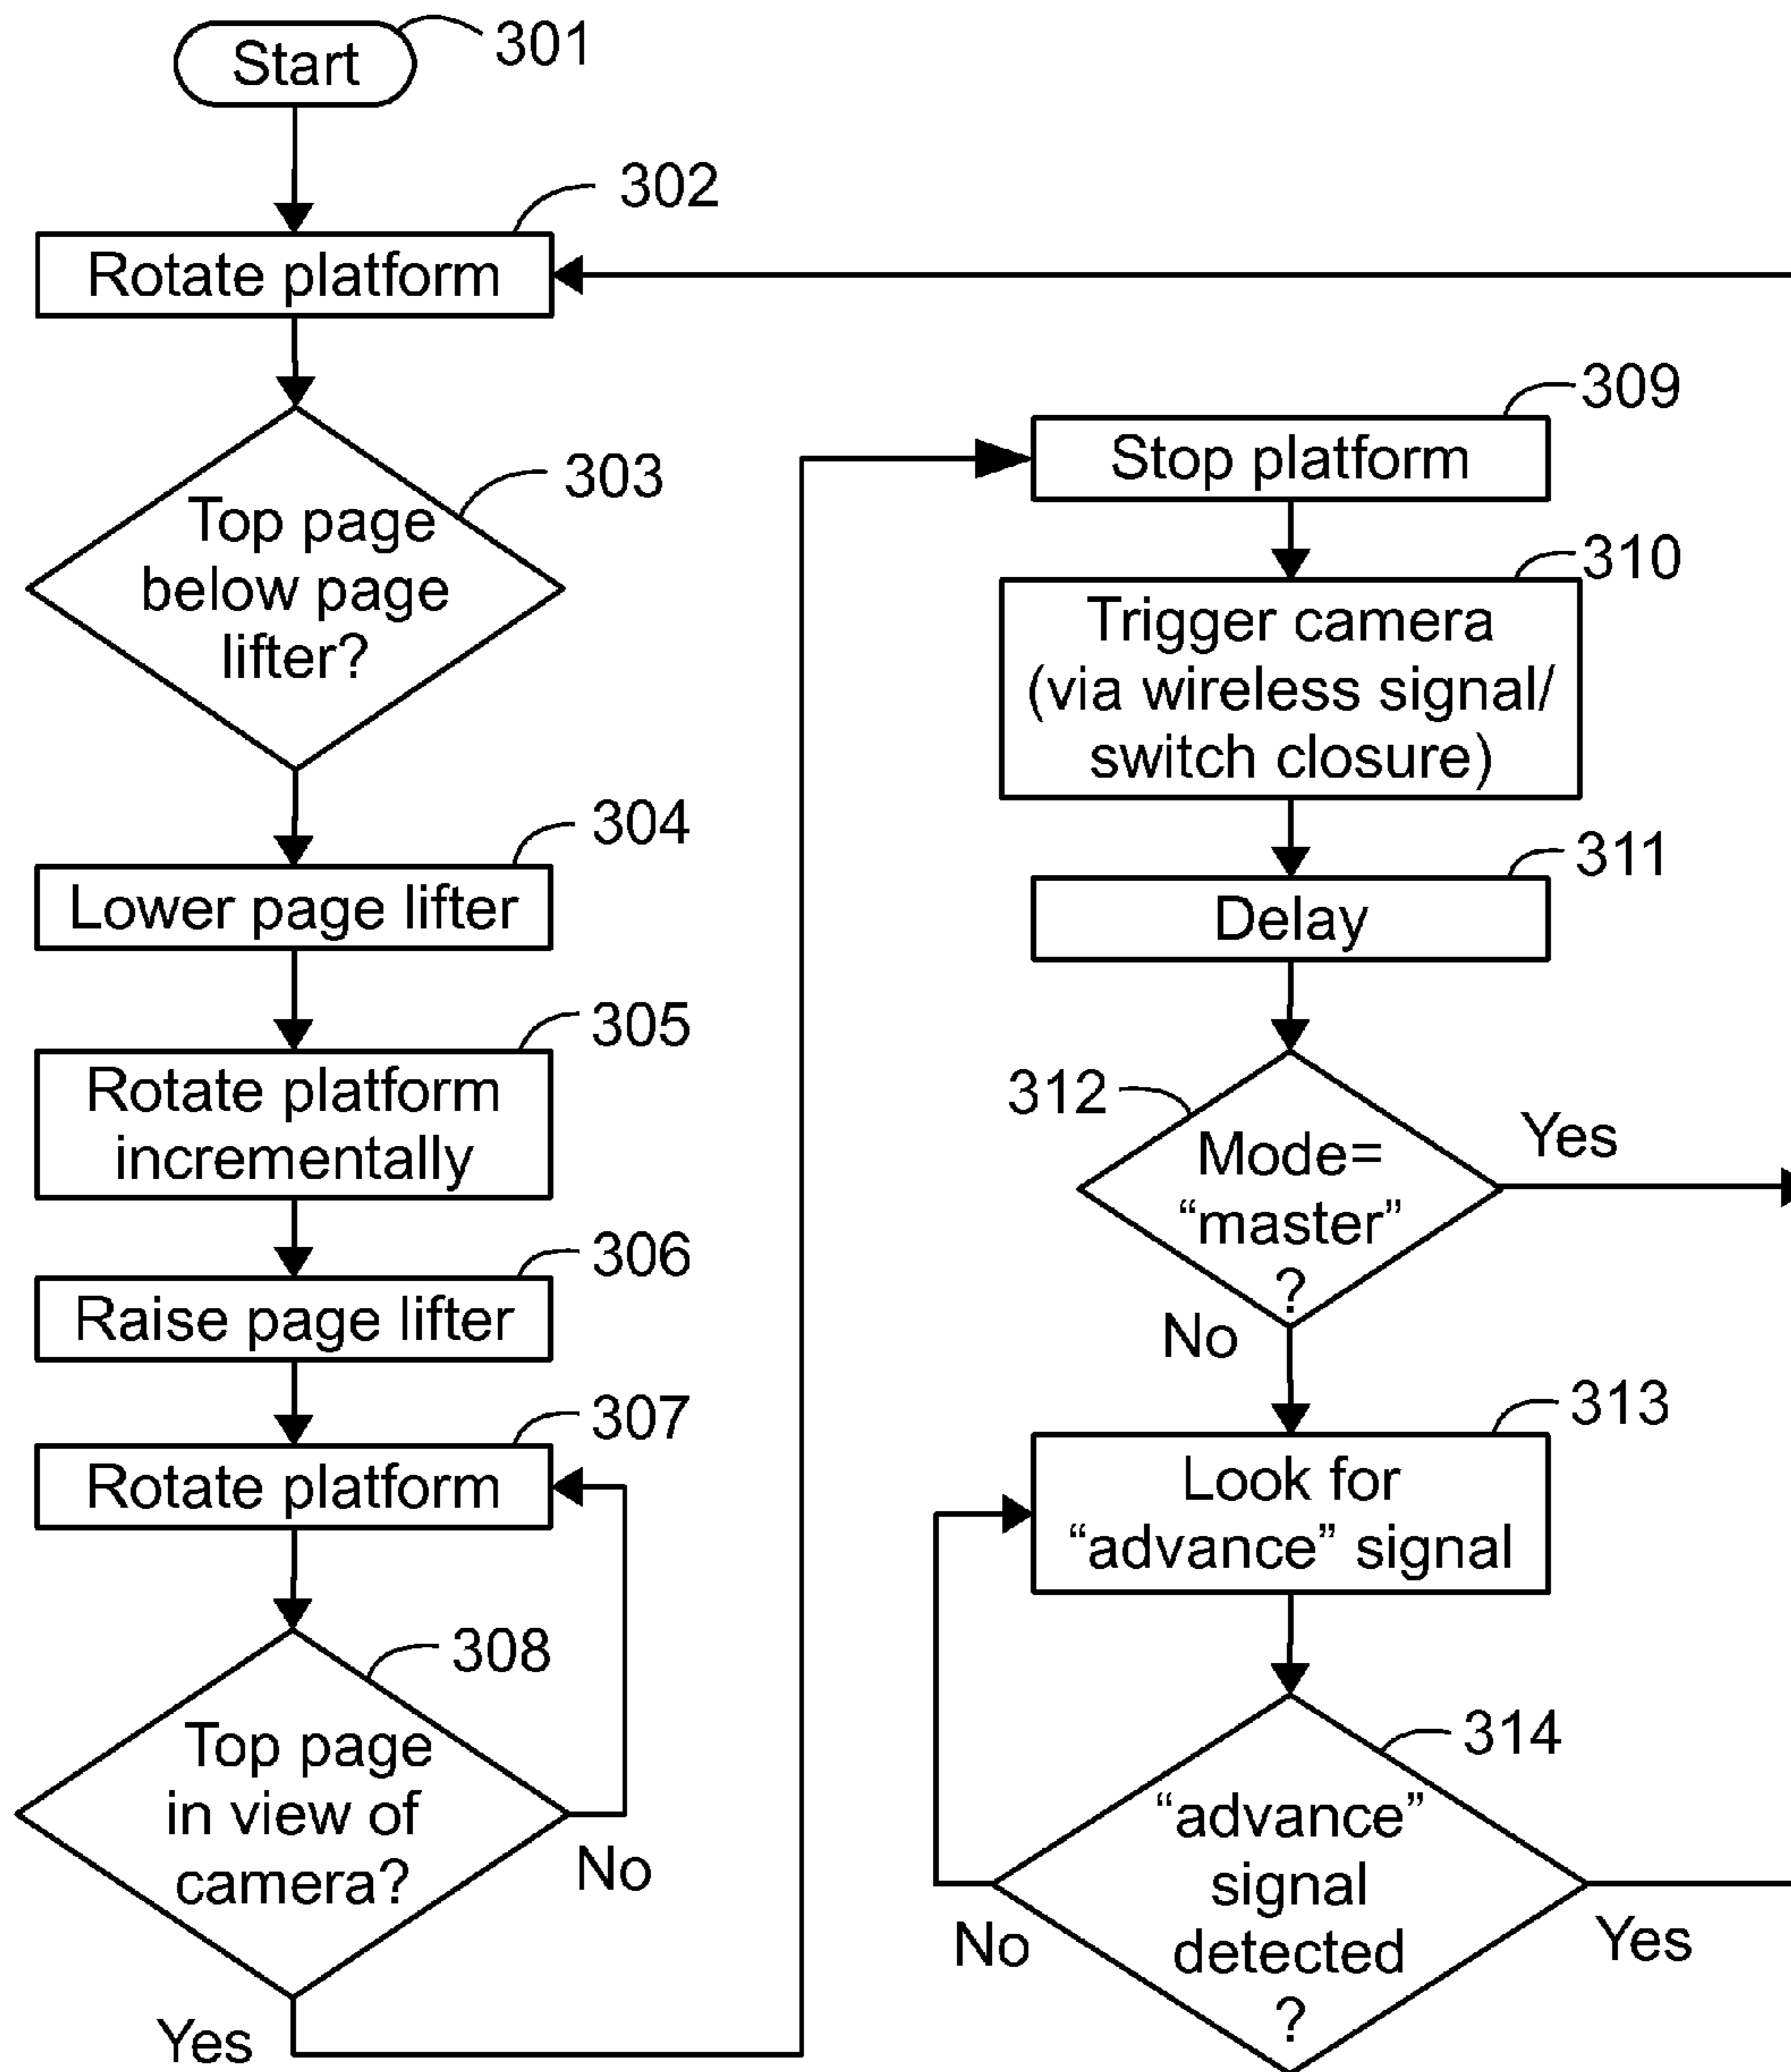 Start
301
302
Rotate platform
303
Top page
below page
lifter?
304
Lower page lifter
305
Rotate platform
incrementally
306
Raise page lifter
307
Rotate platform
308
Top page
in view of
camera?
No
Yes
309
Stop platform
310
Trigger camera
(via wireless signal/
switch closure)
311
Delay
312
Mode=
“master”
?
Yes
No
313
Look for
“advance” signal
314
“advance”
signal
detected
?
No
Yes